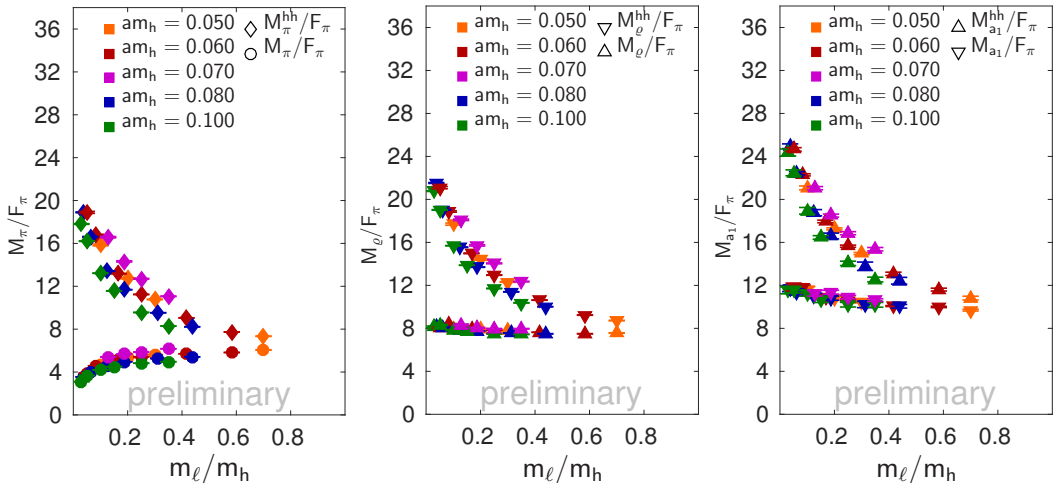 36
32
28
24
20
16
12
8
4
0
M_π/F_π
am_h = 0.050
am_h = 0.060
am_h = 0.070
am_h = 0.080
am_h = 0.100
M_π^hh/F_π
M_π/F_π
preliminary
0.2 0.4 0.6 0.8
m_ℓ/m_h
36
32
28
24
20
16
12
8
4
0
M_ϱ/F_π
am_h = 0.050
am_h = 0.060
am_h = 0.070
am_h = 0.080
am_h = 0.100
M_ϱ^hh/F_π
M_ϱ/F_π
preliminary
0.2 0.4 0.6 0.8
m_ℓ/m_h
36
32
28
24
20
16
12
8
4
0
M_a₁/F_π
am_h = 0.050
am_h = 0.060
am_h = 0.070
am_h = 0.080
am_h = 0.100
M_a₁^hh/F_π
M_a₁/F_π
preliminary
0.2 0.4 0.6 0.8
m_ℓ/m_h